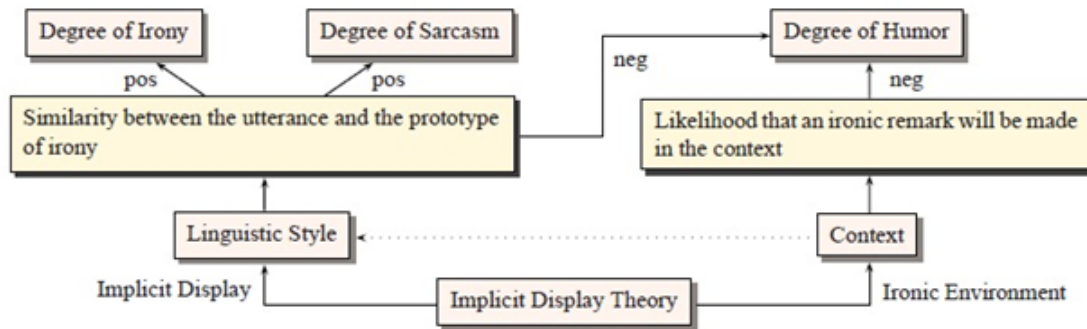 Degree of Irony
Degree of Sarcasm
Degree of Humor
pos
pos
neg
neg
Similarity between the utterance and the prototype
of irony
Likelihood that an ironic remark will be made
in the context
Linguistic Style
Context
Implicit Display
Implicit Display Theory
Ironic Environment